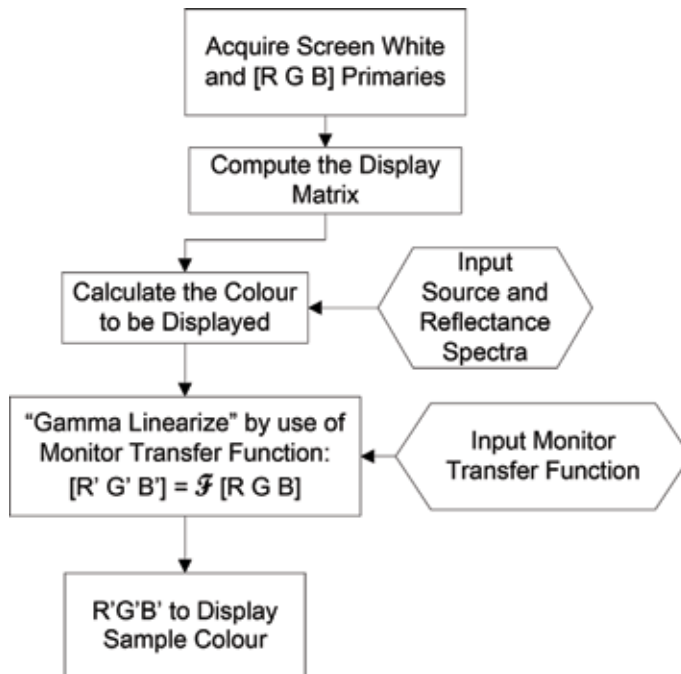 Acquire Screen White
and [R G B] Primaries
Compute the Display
Matrix
Calculate the Colour
to be Displayed
Input
Source and
Reflectance
Spectra
“Gamma Linearize” by use of
Monitor Transfer Function:
[R' G' B'] = ℱ [R G B]
Input Monitor
Transfer Function
R'G'B' to Display
Sample Colour